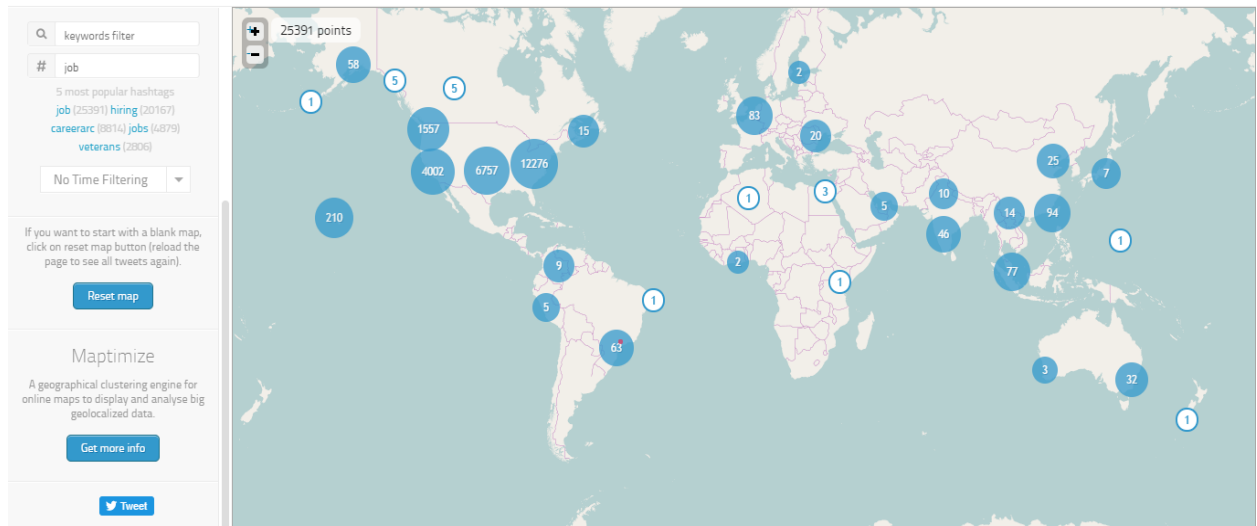 keywords filter
# job
5 most popular hashtags
job (25391) hiring (20167)
careerarc (8814) jobs (4879)
veterans (2806)
No Time Filtering
If you want to start with a blank map,
click on reset map button (reload the
page to see all tweets again).
Reset map
Maptimize
A geographical clustering engine for
online maps to display and analyse big
geolocalized data.
Get more info
Tweet
+
25391 points
-
58
5
5
1
1557
15
4002
6757
12276
210
9
5
1
63
2
83
20
1
3
5
2
1
10
46
25
7
14
94
77
1
3
32
1